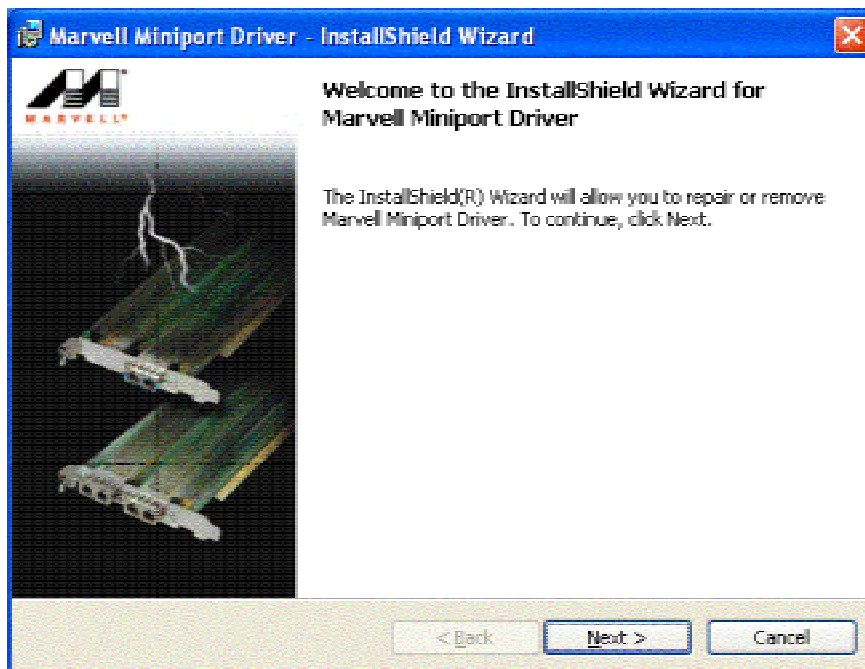 Marvell Miniport Driver - InstallShield Wizard
MARVELL®
Welcome to the InstallShield Wizard for
Marvell Miniport Driver
The InstallShield(R) Wizard will allow you to repair or remove
Marvell Miniport Driver. To continue, click Next.
< Back
Next >
Cancel